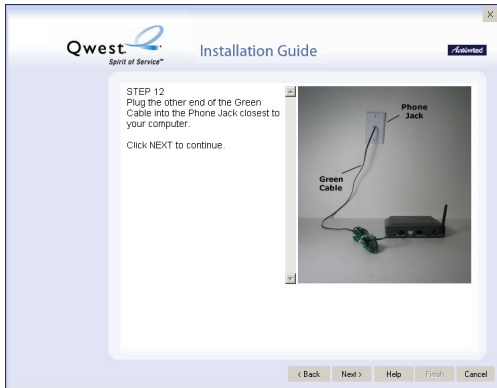 X
Qwest.
Spirit of Service™
Installation Guide
Actiontec
STEP 12
Plug the other end of the Green
Cable into the Phone Jack closest to
your computer.
Click NEXT to continue.
Phone
Jack
Green
Cable
< Back
Next >
Help
Finish
Cancel